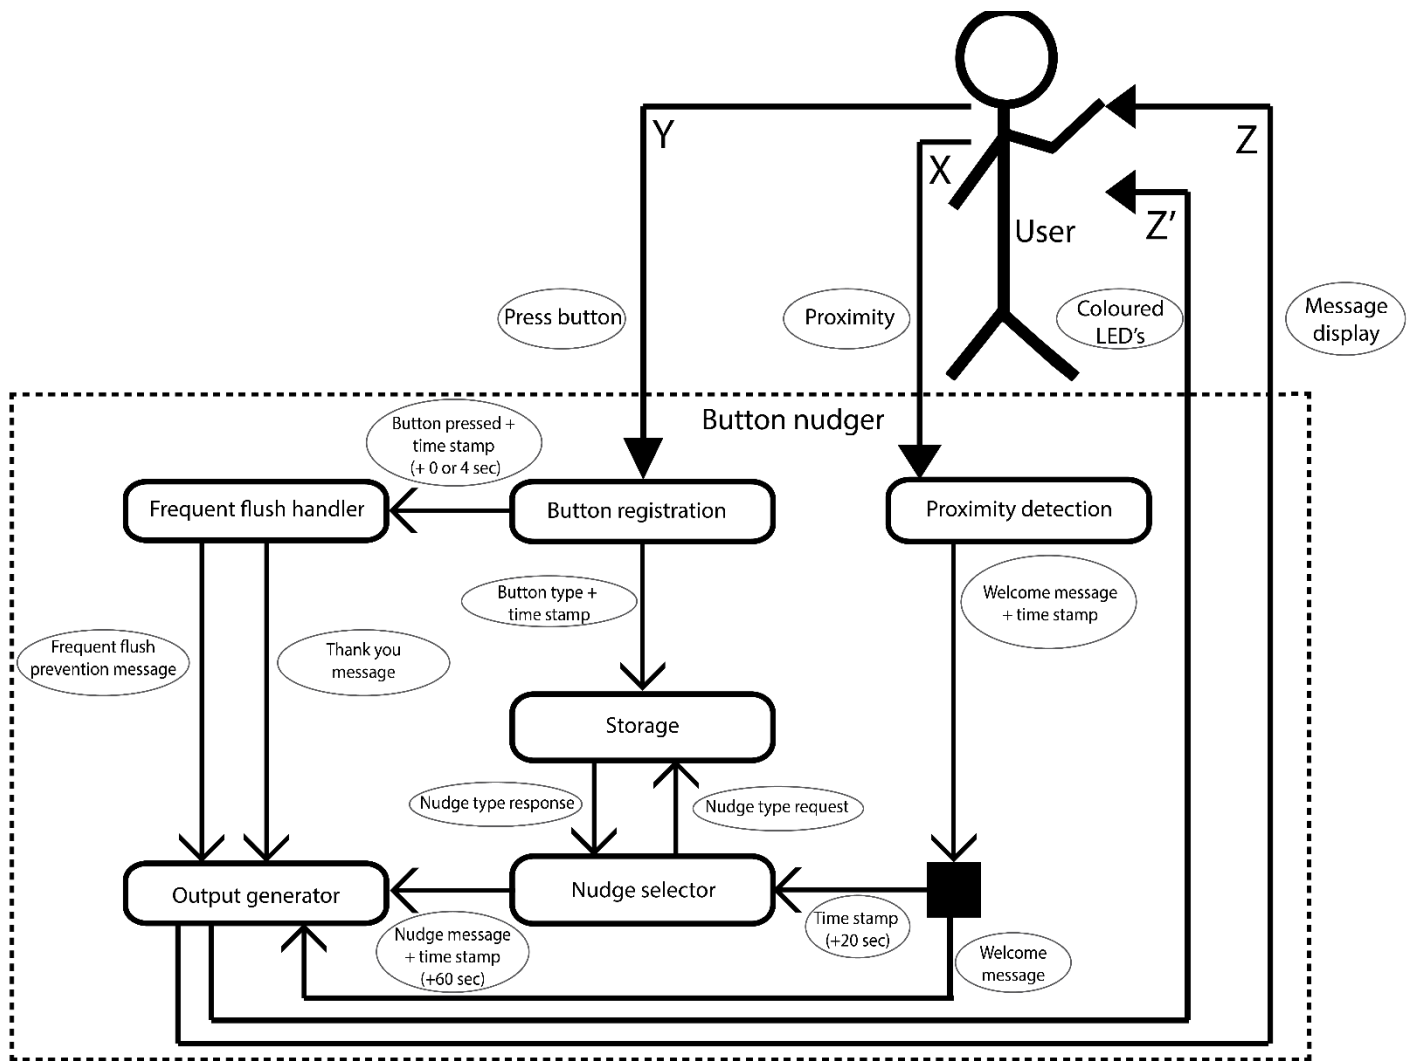 Y
X
Z
Z’
User
Press button
Proximity
Coloured
LED’s
Message
display
Button nudger
Button pressed +
time stamp
(+ 0 or 4 sec)
Frequent flush handler
Button registration
Proximity detection
Button type +
time stamp
Welcome message
+ time stamp
Frequent flush
prevention message
Thank you
message
Storage
Nudge type response
Nudge type request
Output generator
Nudge selector
Nudge message
+ time stamp
(+60 sec)
Time stamp
(+20 sec)
Welcome
message